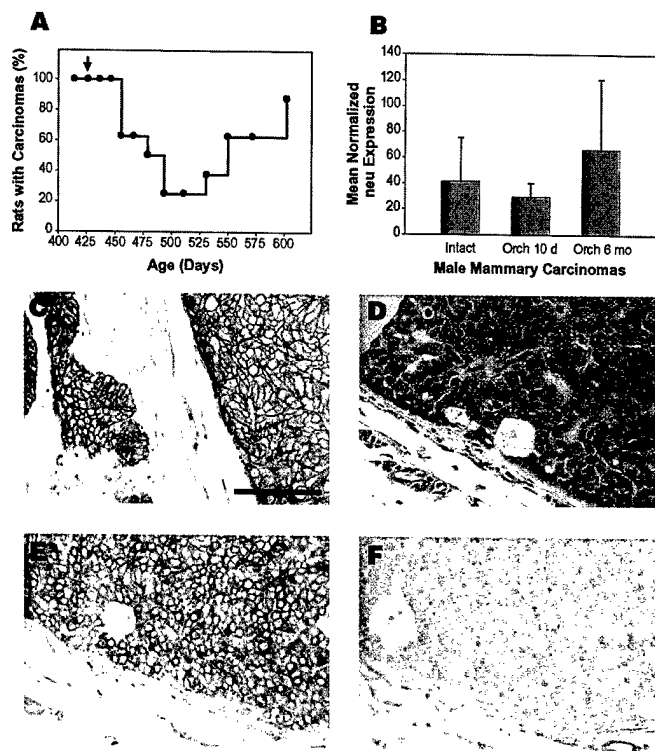 A
Rats with Carcinomas (%)
100
80
60
40
20
0
400 425 450 475 500 525 550 575 600
Age (Days)
B
Mean Normalized
neu Expression
140
120
100
80
60
40
20
0
Intact Orch 10 d Orch 6 mo
Male Mammary Carcinomas
C
D
E
F